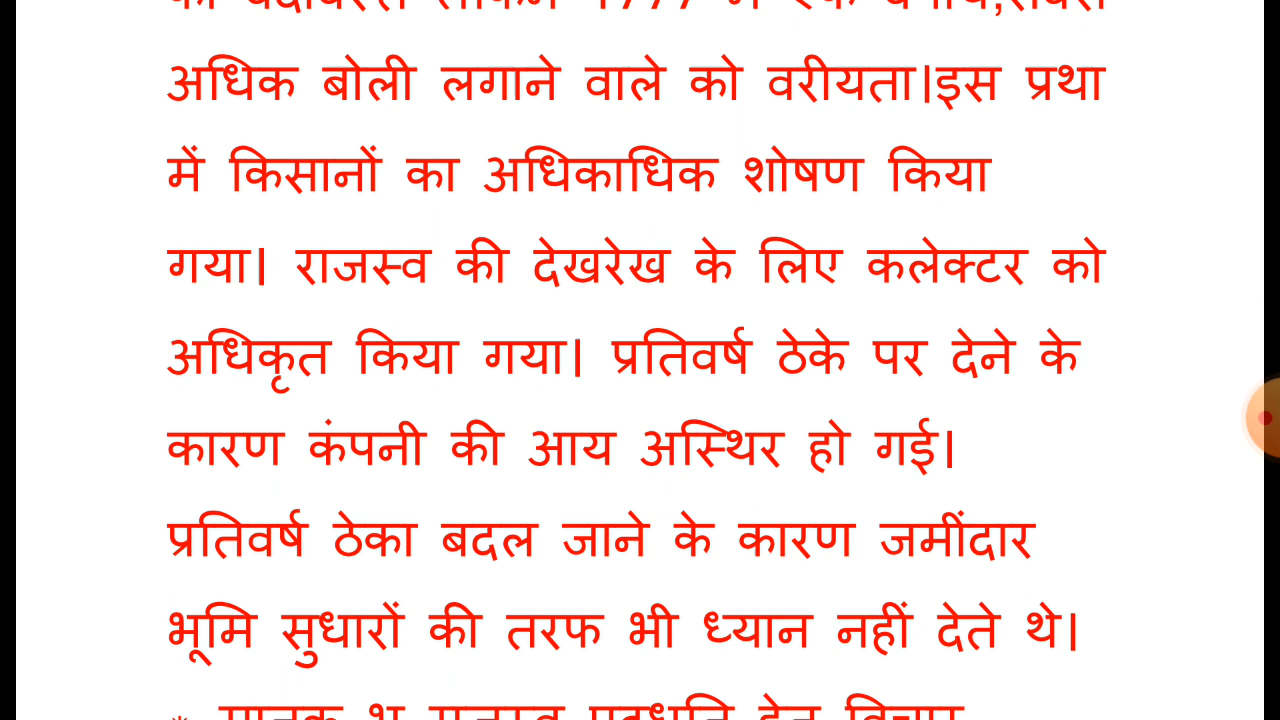 अधिक बोली लगाने वाले को वरीयता।इस प्रथा
में किसानों का अधिकाधिक शोषण किया
गया। राजस्व की देखरेख के लिए कलेक्टर को
अधिकृत किया गया। प्रतिवर्ष ठेके पर देने के
कारण कंपनी की आय अस्थिर हो गई।
प्रतिवर्ष ठेका बदल जाने के कारण जमींदार
भूमि सुधारों की तरफ भी ध्यान नहीं देते थे।